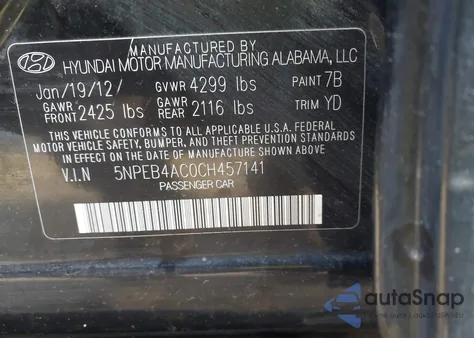 MANUFACTURED BY
HYUNDAI MOTOR MANUFACTURING ALABAMA, LLC
Jan/19/12/ GVWR 4299 lbs PAINT 7B
GAWR FRONT 2425 lbs GAWR REAR 2116 lbs TRIM YD
THIS VEHICLE CONFORMS TO ALL APPLICABLE U.S.A. FEDERAL
MOTOR VEHICLE SAFETY, BUMPER, AND THEFT PREVENTION STANDARDS
IN EFFECT ON THE DATE OF MANUFACTURE SHOWN ABOVE.
V.I.N 5NPEB4AC0CH457141
PASSENGER CAR
autoSnap